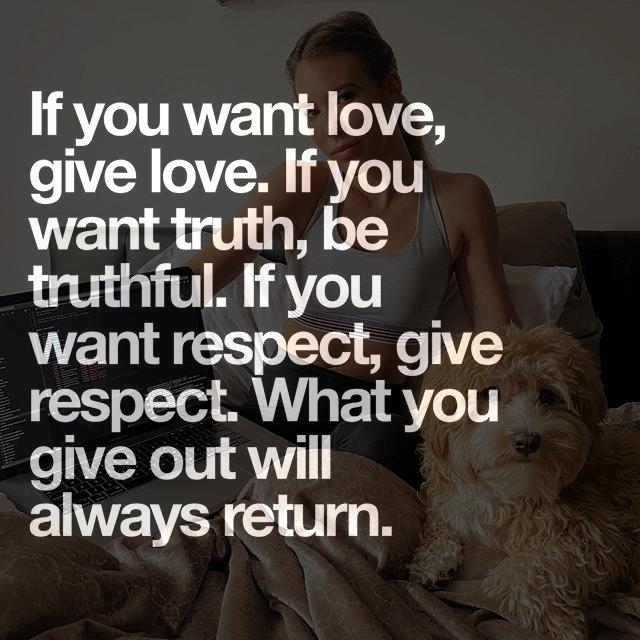 If you want love,
give love. If you
want truth, be
truthful. If you
want respect, give
respect. What you
give out will
always return.